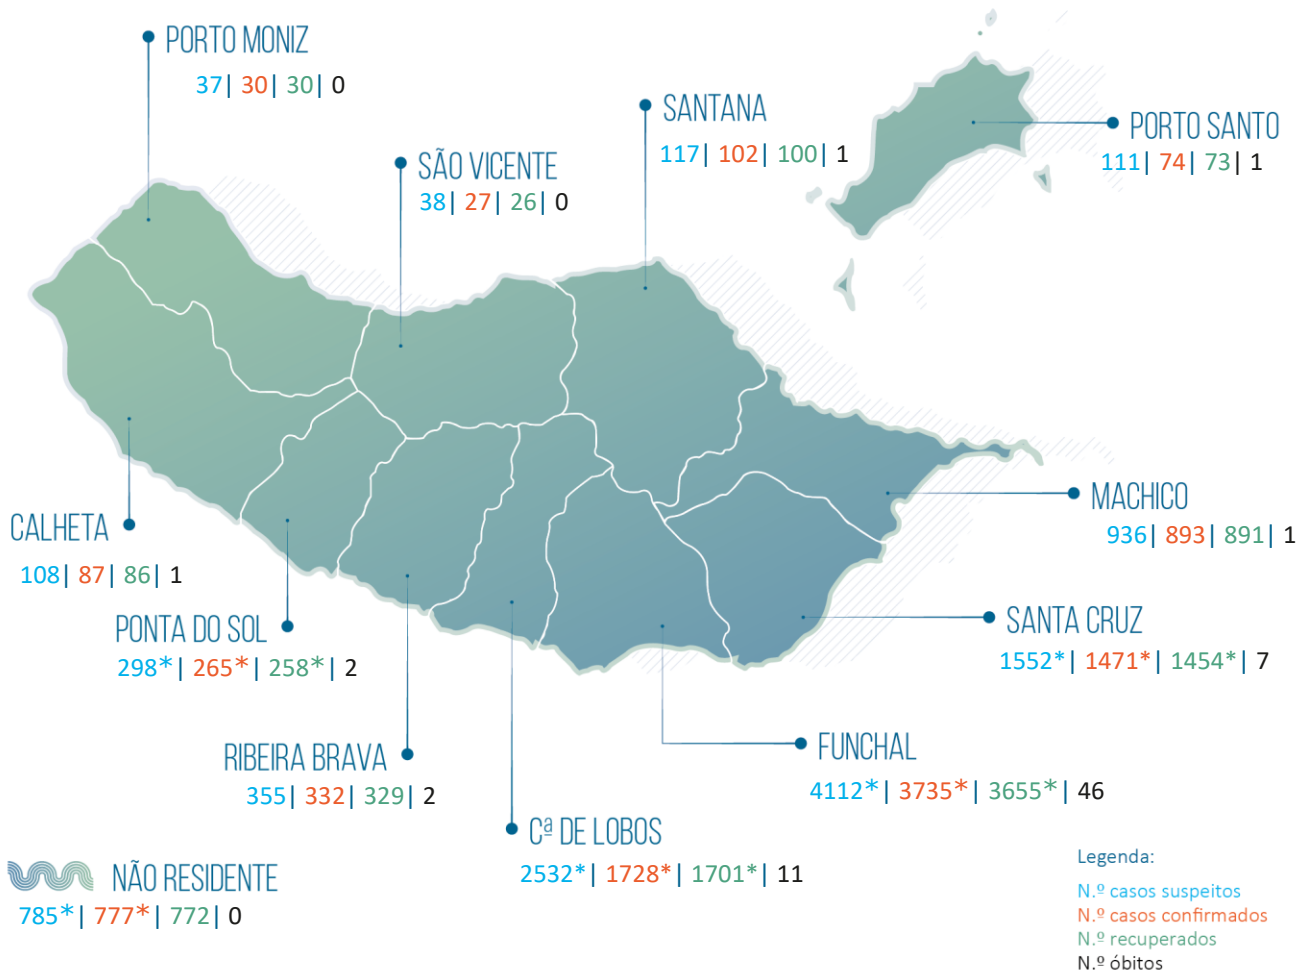 PORTO MONIZ
37| 30| 30| 0
SANTANA
117| 102| 100| 1
PORTO SANTO
111| 74| 73| 1
SÃO VICENTE
38| 27| 26| 0
MACHICO
936| 893| 891| 1
CALHETA
108| 87| 86| 1
PONTA DO SOL
298*| 265*| 258*| 2
SANTA CRUZ
1552*| 1471*| 1454*| 7
RIBEIRA BRAVA
355| 332| 329| 2
FUNCHAL
4112*| 3735*| 3655*| 46
Cª DE LOBOS
2532*| 1728*| 1701*| 11
NÃO RESIDENTE
785*| 777*| 772| 0
Legenda:
N.º casos suspeitos
N.º casos confirmados
N.º recuperados
N.º óbitos